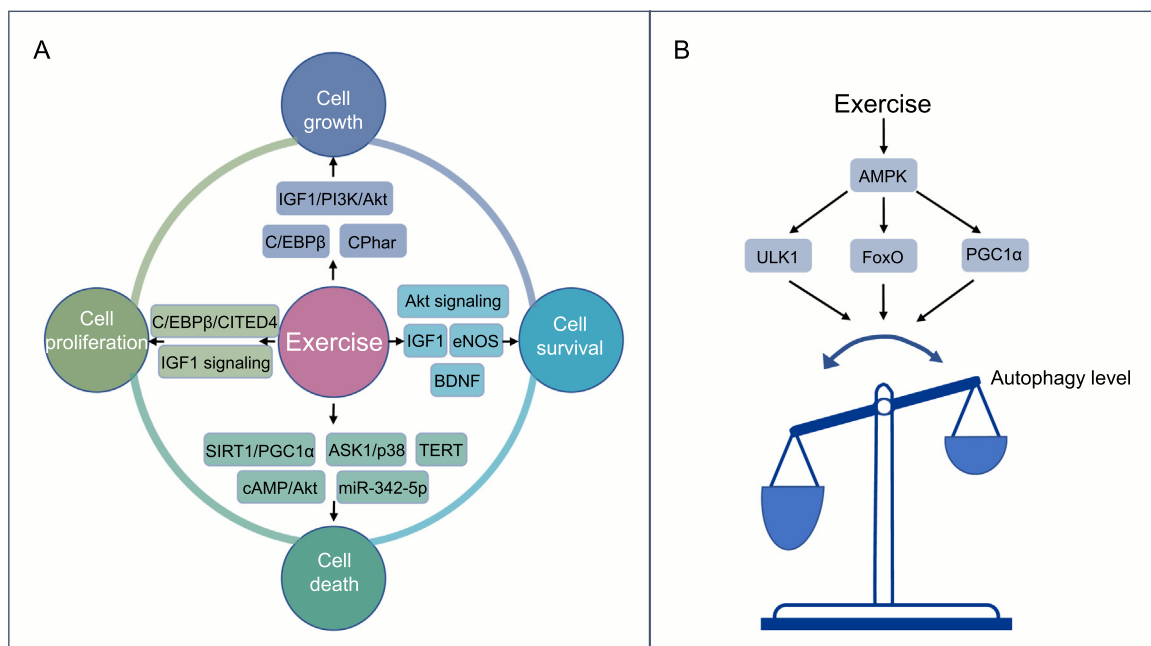 A
Cell
growth
IGF1/PI3K/Akt
C/EBPβ
CPhar
Cell
proliferation
C/EBPβ/CITED4
IGF1 signaling
Exercise
Akt signaling
IGF1
eNOS
BDNF
Cell
survival
SIRT1/PGC1α
ASK1/p38
TERT
cAMP/Akt
miR-342-5p
Cell
death
B
Exercise
AMPK
ULK1
FoxO
PGC1α
Autophagy level